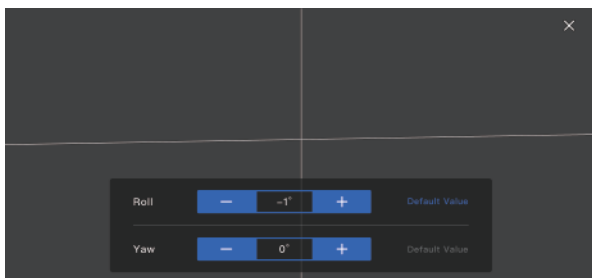 Roll − -1° + Default Value
Yaw − 0° + Default Value